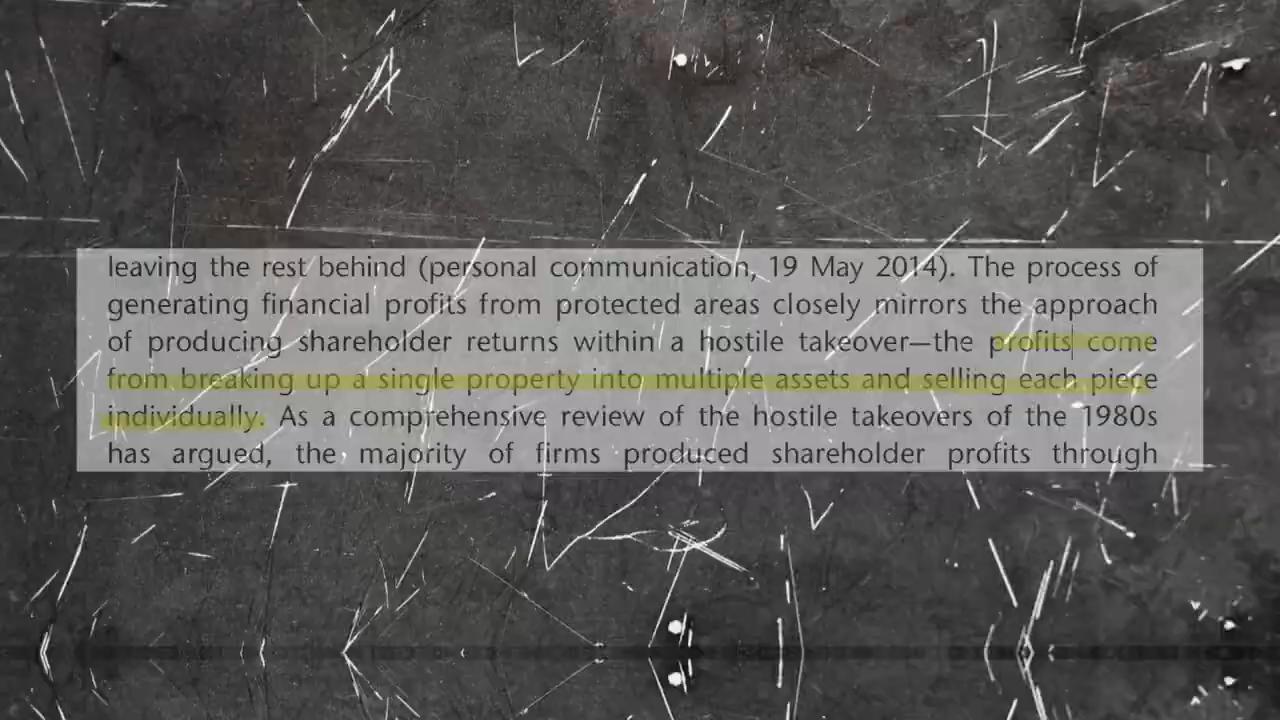 leaving the rest behind (personal communication, 19 May 2014). The process of
generating financial profits from protected areas closely mirrors the approach
of producing shareholder returns within a hostile takeover—the profits come
from breaking up a single property into multiple assets and selling each piece
individually. As a comprehensive review of the hostile takeovers of the 1980s
has argued, the majority of firms produced shareholder profits through